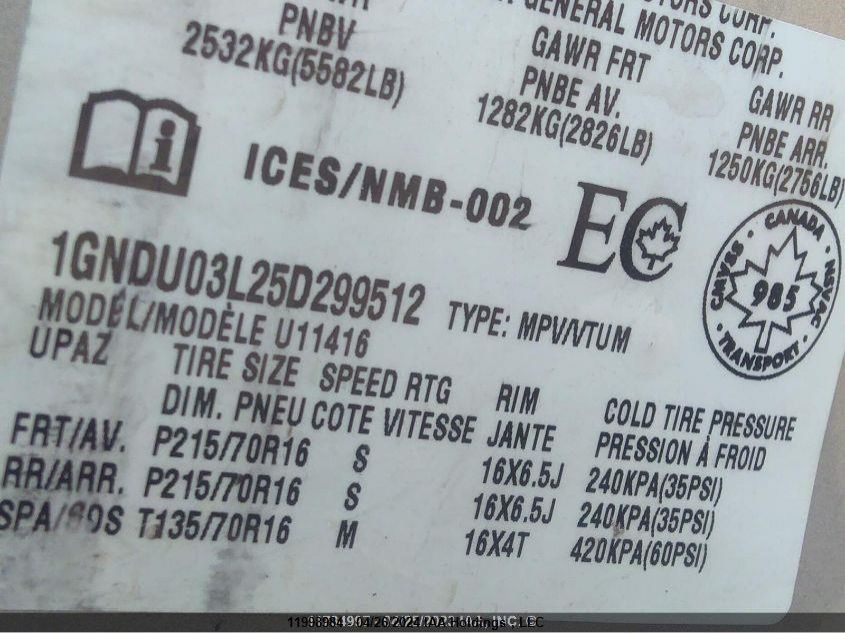 GENERAL MOTORS CORP.
PNBV
2532KG(5582LB)
GAWR FRT
PNBE AV.
1282KG(2826LB)
GAWR RR
PNBE ARR.
1250KG(2756LB)
ICES/NMB-002
EC
CANADA
CMVSS • NSVAC
985
TRANSPORT
1GNDU03L25D299512
TYPE: MPV/VTUM
MODEL/MODÈLE U11416
UPAZ
TIRE SIZE SPEED RTG RIM COLD TIRE PRESSURE
DIM. PNEU COTE VITESSE JANTE PRESSION À FROID
FRT/AV. P215/70R16 S 16X6.5J 240KPA(35PSI)
RR/ARR. P215/70R16 S 16X6.5J 240KPA(35PSI)
T135/70R16 M 16X4T 420KPA(60PSI)